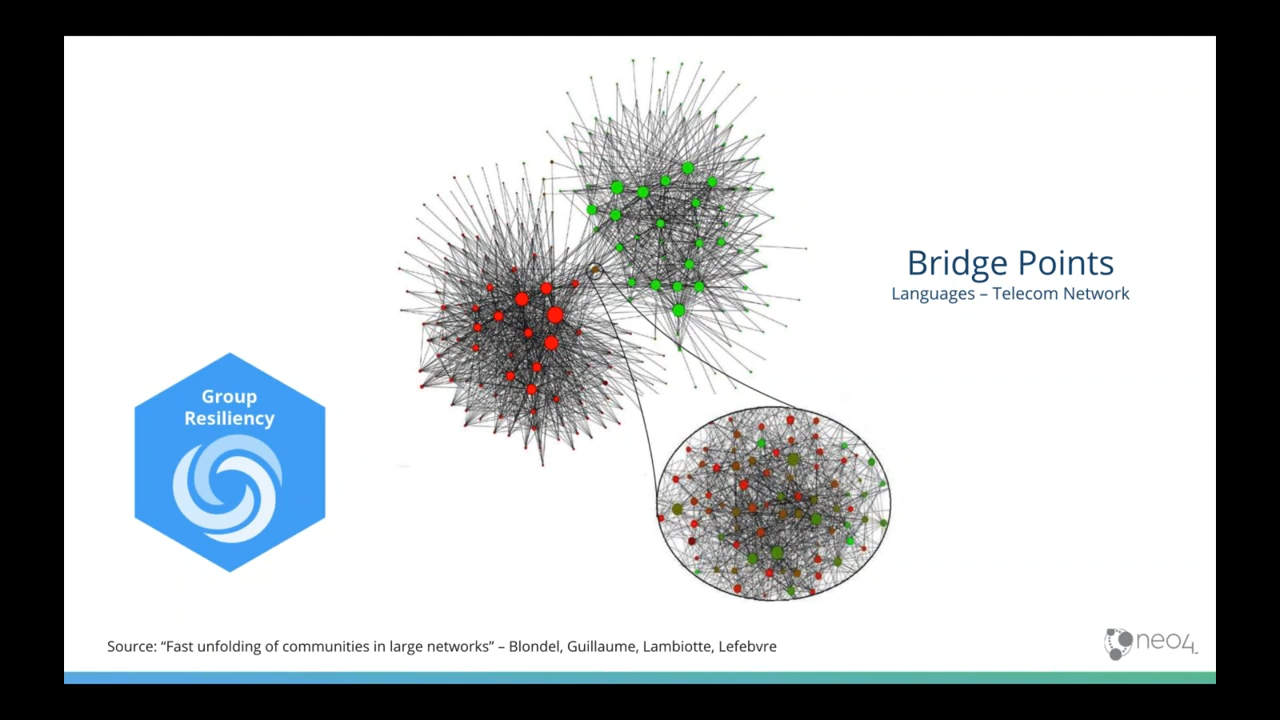 Bridge Points
Languages – Telecom Network
Group
Resiliency
Source: “Fast unfolding of communities in large networks” – Blondel, Guillaume, Lambiotte, Lefebvre
neo4j